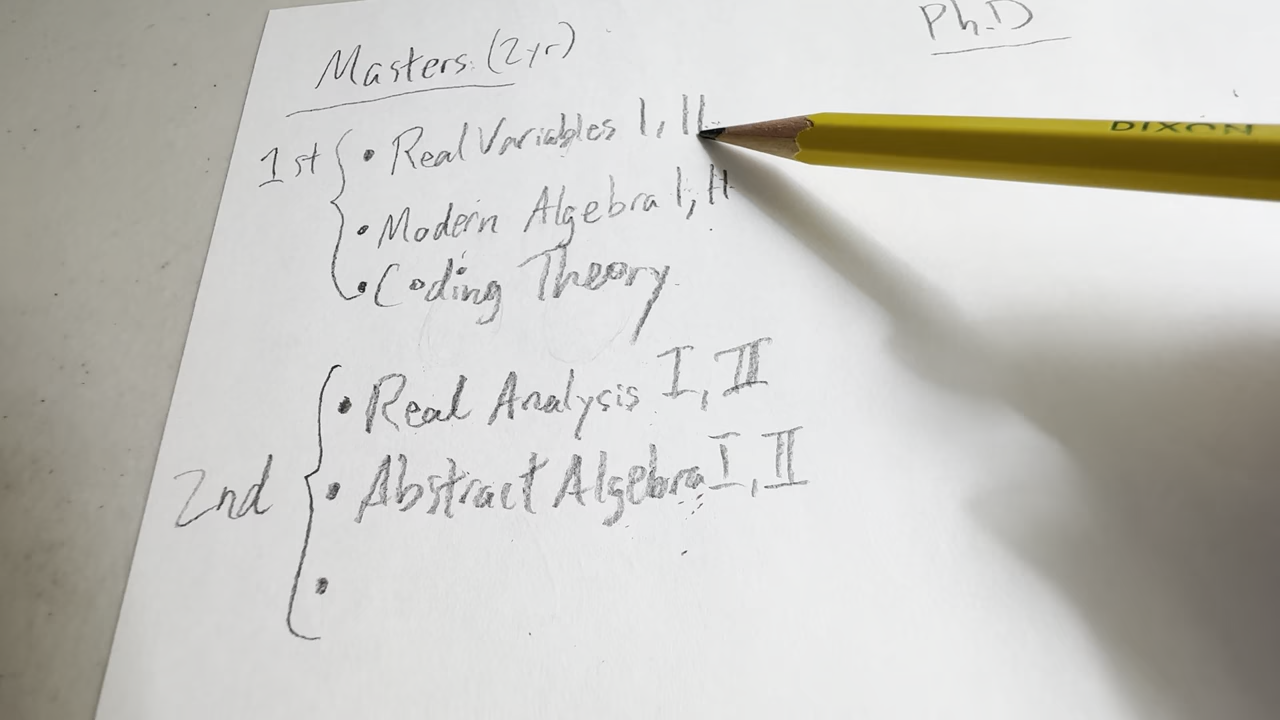 Masters (2yr)
Ph.D
1st
• Real Variables I, II
DIXON
• Modern Algebra I, II
• Coding Theory
2nd
• Real Analysis I, II
• Abstract Algebra I, II
•